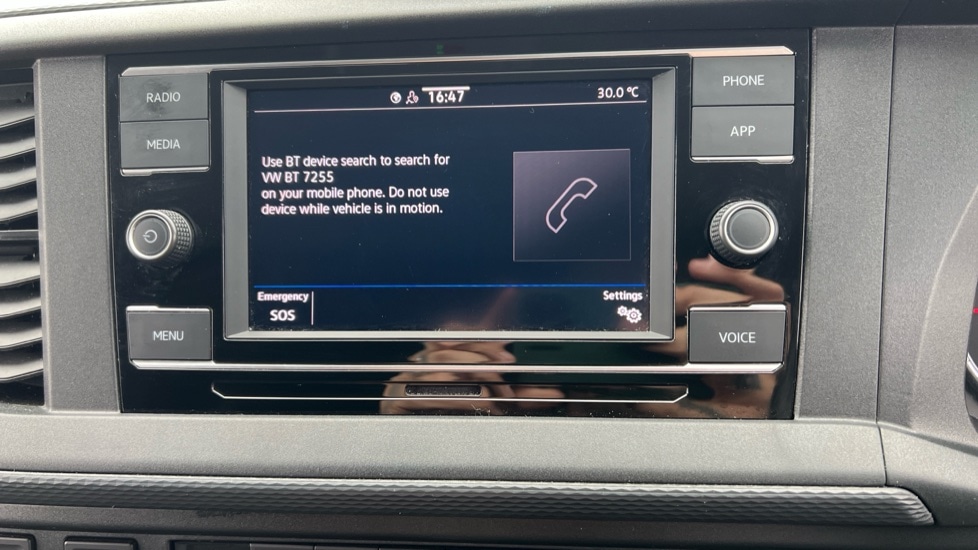 RADIO
MEDIA
16:47
30.0 °C
PHONE
APP
Use BT device search to search for
VW BT 7255
on your mobile phone. Do not use
device while vehicle is in motion.
Emergency
SOS
Settings
MENU
VOICE